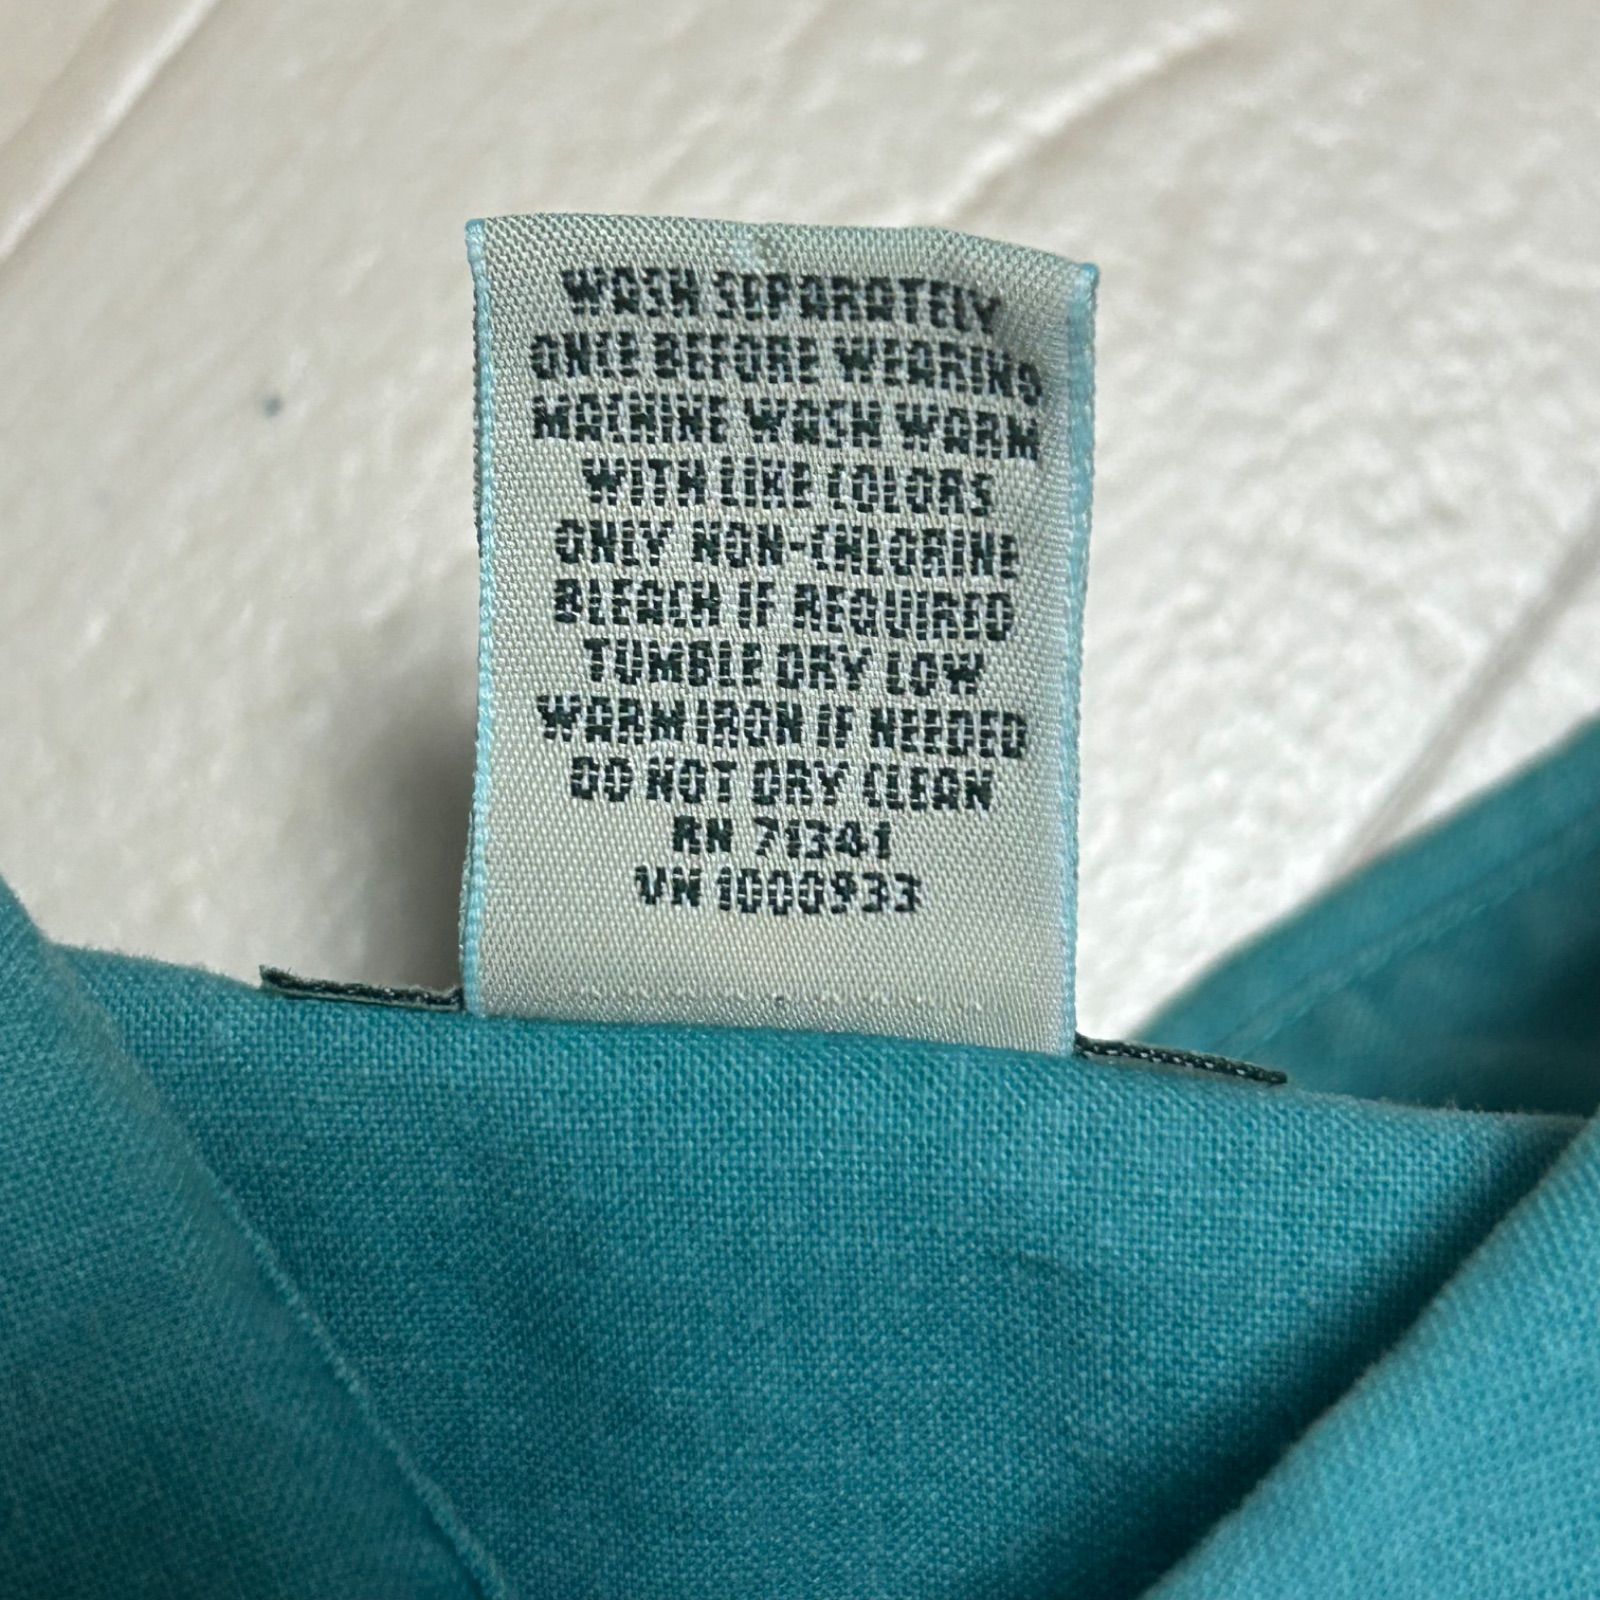 WASH SEPARATELY
ONCE BEFORE WEARING
MACHINE WASH WARM
WITH LIKE COLORS
ONLY NON-CHLORINE
BLEACH IF REQUIRED
TUMBLE DRY LOW
WARM IRON IF NEEDED
DO NOT DRY CLEAN
RN 71341
VN 1000933